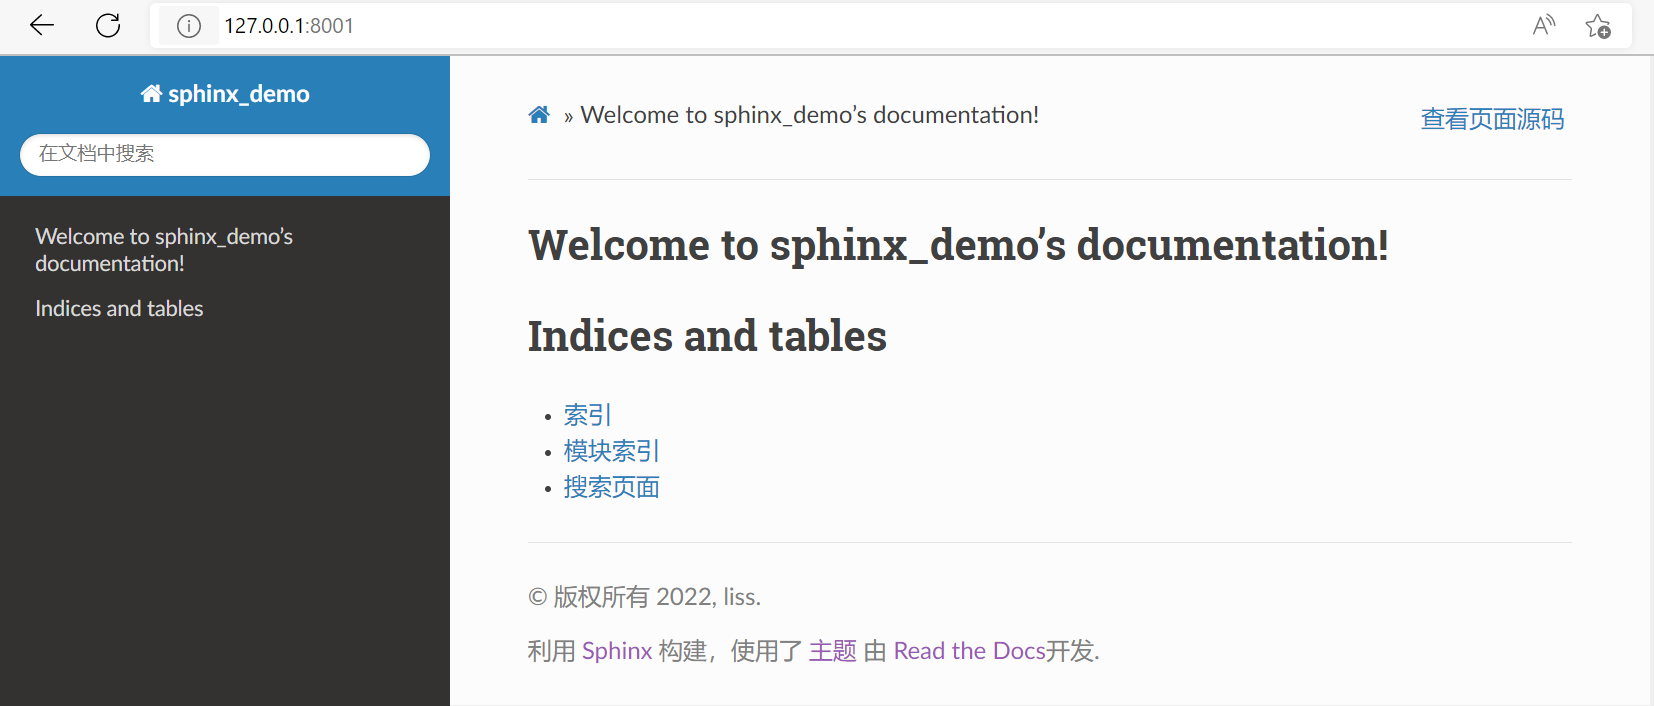 127.0.0.1:8001
sphinx_demo
在文档中搜索
Welcome to sphinx_demo’s
documentation!
Indices and tables
» Welcome to sphinx_demo’s documentation!
查看页面源码
Welcome to sphinx_demo’s documentation!
Indices and tables
• 索引
• 模块索引
• 搜索页面
© 版权所有 2022, liss.
利用 Sphinx 构建，使用了 主题 由 Read the Docs开发.